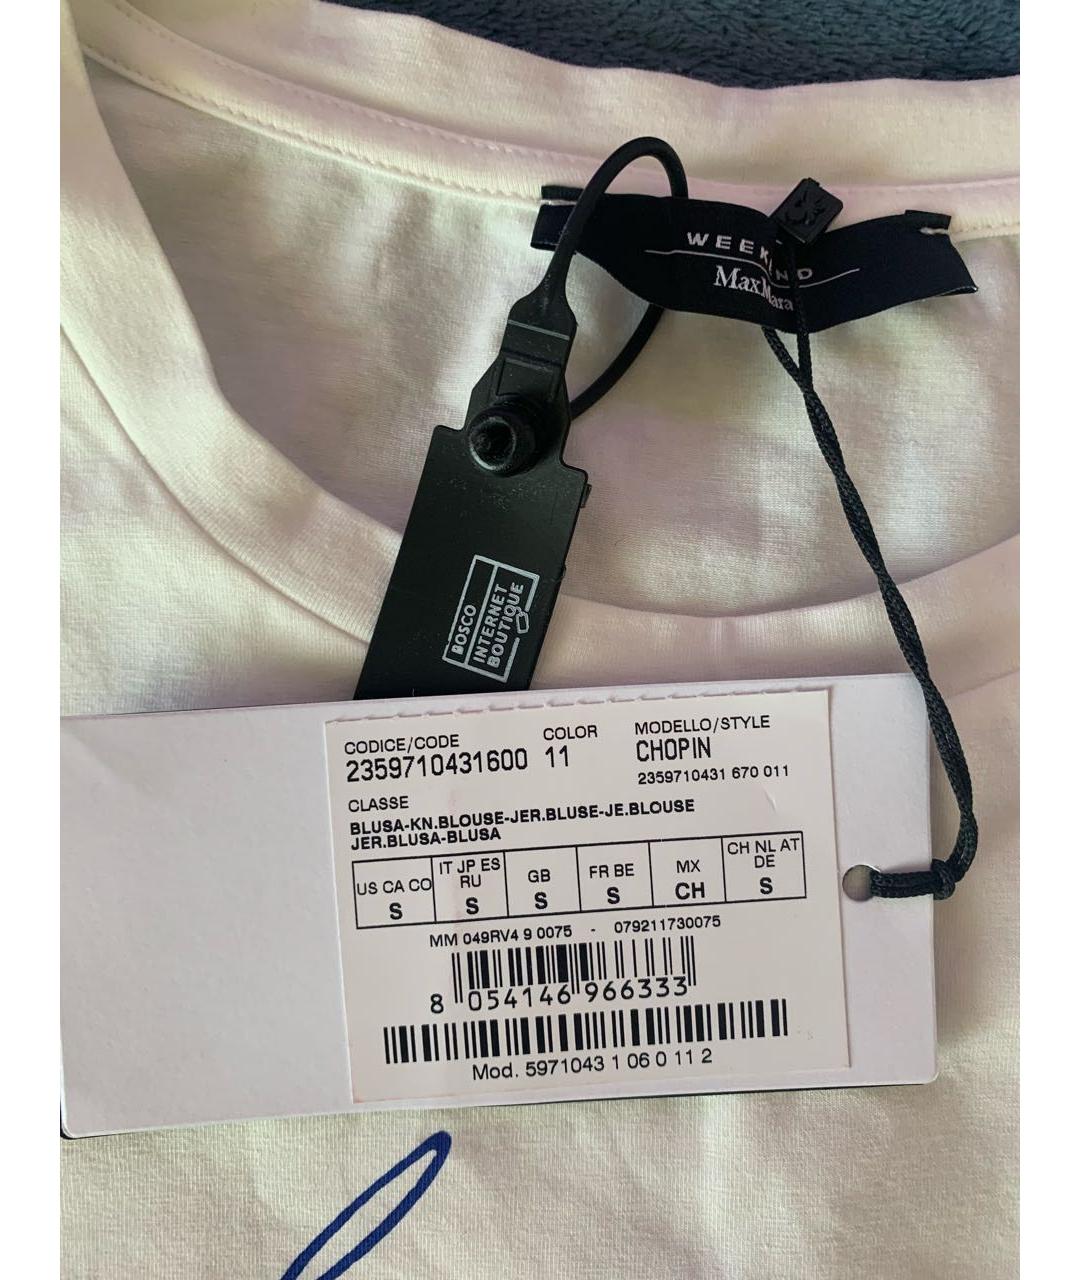 WEEKEND
MaxMara
BOSCO
INTERNET
BOUTIQUE
CODICE/CODE COLOR MODELLO/STYLE
2359710431600 11 CHOPIN
2359710431 670 011
CLASSE
BLUSA-KN.BLOUSE-JER.BLUSE-JE.BLOUSE
JER.BLUSA-BLUSA
US CA CO
S
IT JP ES
RU
S
GB
S
FR BE
S
MX
CH
CH NL AT
DE
S
MM 049RV4 9 0075 - 079211730075
8 054146 966333
Mod. 5971043 1 06 0 11 2